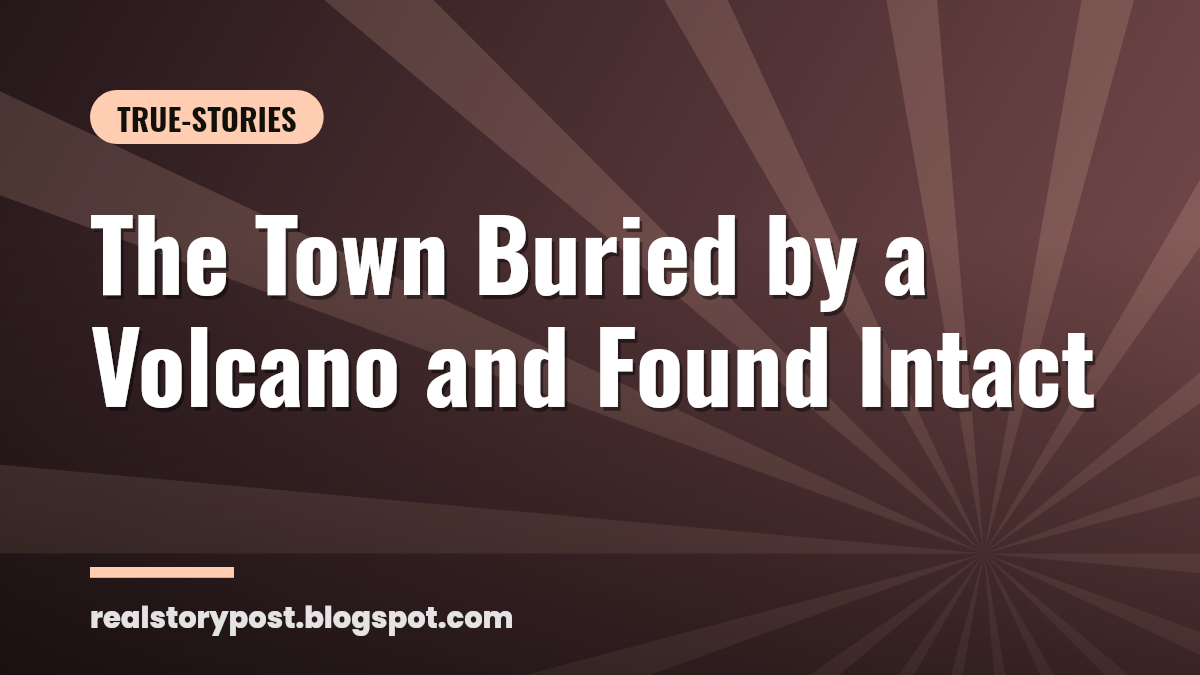 TRUE-STORIES
The Town Buried by a
Volcano and Found Intact
realstorypost.blogspot.com